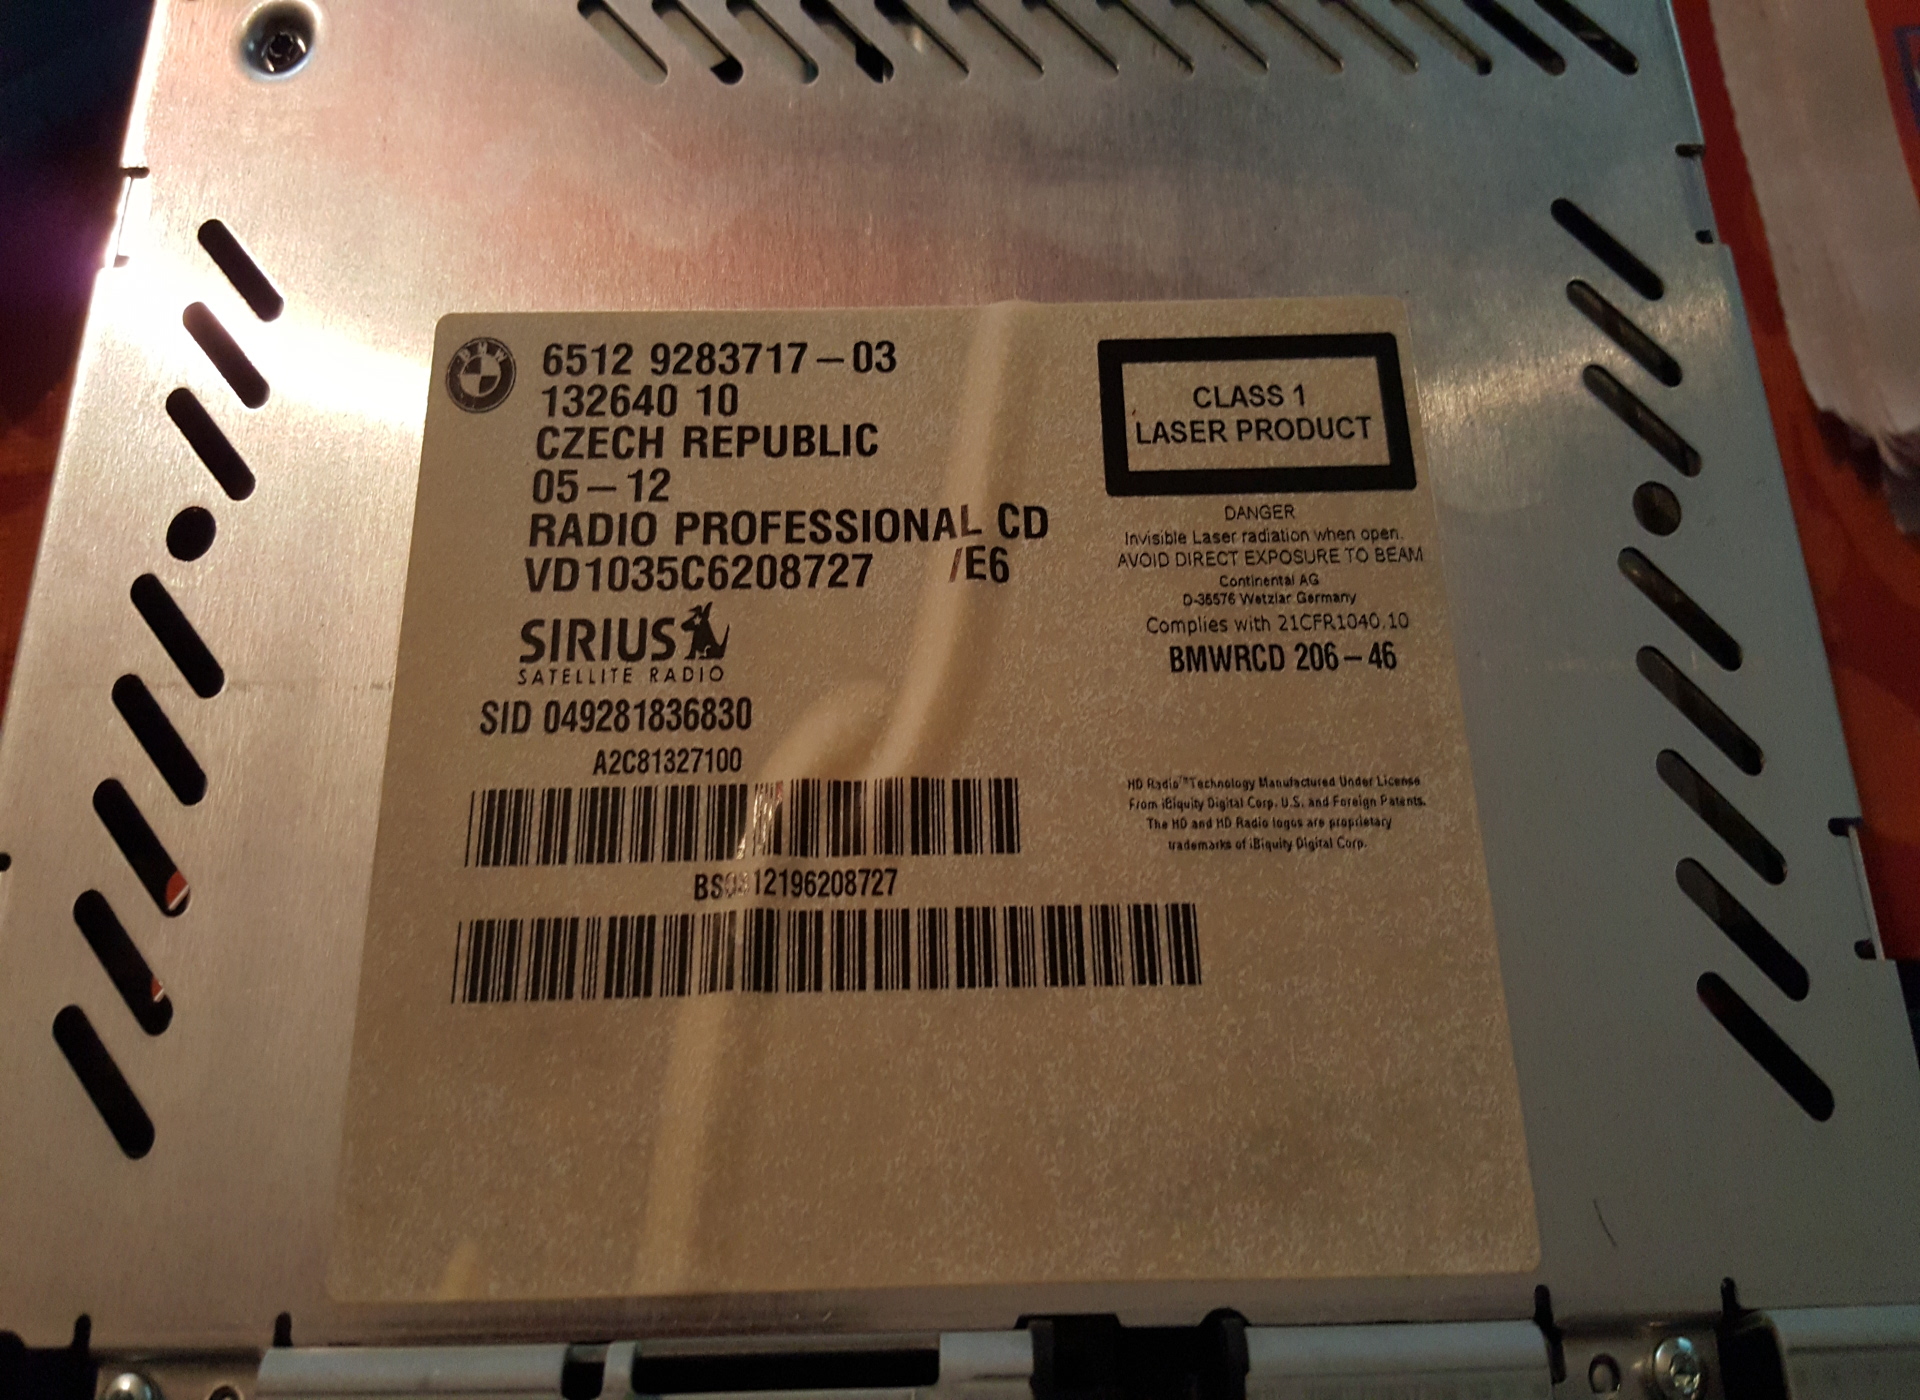 BMW
6512 9283717-03
132640 10
CZECH REPUBLIC
05-12
RADIO PROFESSIONAL CD
VD1035C6208727 /E6
SIRIUS
SATELLITE RADIO
SID 049281836830
A2C81327100
CLASS 1
LASER PRODUCT
DANGER
Invisible Laser radiation when open.
AVOID DIRECT EXPOSURE TO BEAM
Continental AG
D-35576 Wetzlar Germany
Complies with 21CFR1040.10
BMWRCD 206-46
HD Radio™Technology Manufactured Under License
From iBiquity Digital Corp. U.S. and Foreign Patents.
The HD and HD Radio logos are proprietary
trademarks of iBiquity Digital Corp.